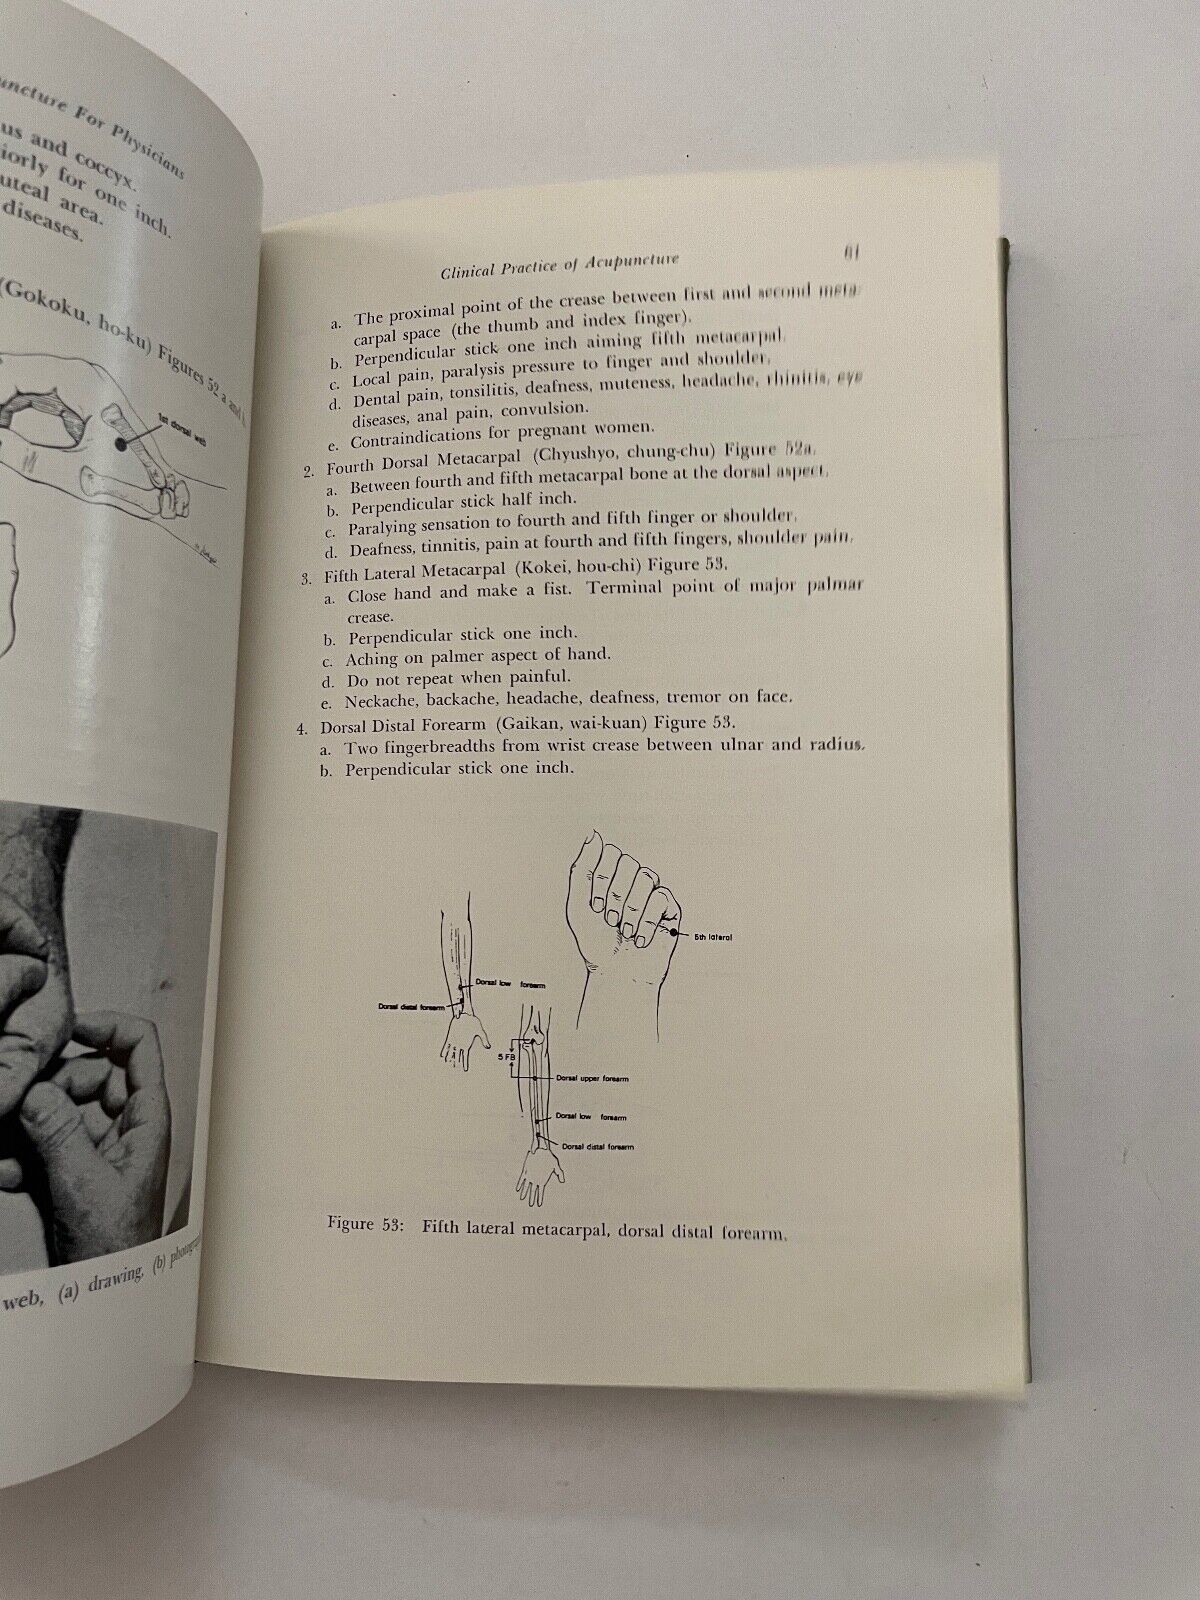 uncture For Physicians
us and coccyx.
iorly for one inch.
uteal area.
diseases.
(Gokoku, ho-ku) Figures 52 a and
1st dorsal web
web, (a) drawing, (b) photograp
Clinical Practice of Acupuncture
a. The proximal point of the crease between first and second meta-
carpal space (the thumb and index finger).
b. Perpendicular stick one inch aiming fifth metacarpal.
c. Local pain, paralysis pressure to finger and shoulder.
d. Dental pain, tonsilitis, deafness, muteness, headache, rhinitis, eye
diseases, anal pain, convulsion.
e. Contraindications for pregnant women.
2. Fourth Dorsal Metacarpal (Chyushyo, chung-chu) Figure 52a.
a. Between fourth and fifth metacarpal bone at the dorsal aspect.
b. Perpendicular stick half inch.
c. Paralying sensation to fourth and fifth finger or shoulder.
d. Deafness, tinnitis, pain at fourth and fifth fingers, shoulder pain.
3. Fifth Lateral Metacarpal (Kokei, hou-chi) Figure 53.
a. Close hand and make a fist. Terminal point of major palmar
crease.
b. Perpendicular stick one inch.
c. Aching on palmer aspect of hand.
d. Do not repeat when painful.
e. Neckache, backache, headache, deafness, tremor on face.
4. Dorsal Distal Forearm (Gaikan, wai-kuan) Figure 53.
a. Two fingerbreadths from wrist crease between ulnar and radius.
b. Perpendicular stick one inch.
5th lateral
Dorsal low forearm
Dorsal distal forearm
5 FB
Dorsal upper forearm
Dorsal low forearm
Dorsal distal forearm
Figure 53: Fifth lateral metacarpal, dorsal distal forearm.